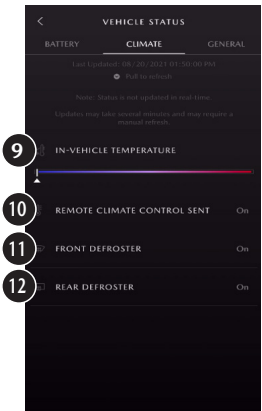 VEHICLE STATUS
BATTERY CLIMATE GENERAL
Last Updated: 08/20/2021 01:50:00 PM
Pull to refresh
Note: Status is not updated in real-time.
Updates may take several minutes and may require a
manual refresh.
9 IN-VEHICLE TEMPERATURE
10 REMOTE CLIMATE CONTROL SENT On
11 FRONT DEFROSTER On
12 REAR DEFROSTER On